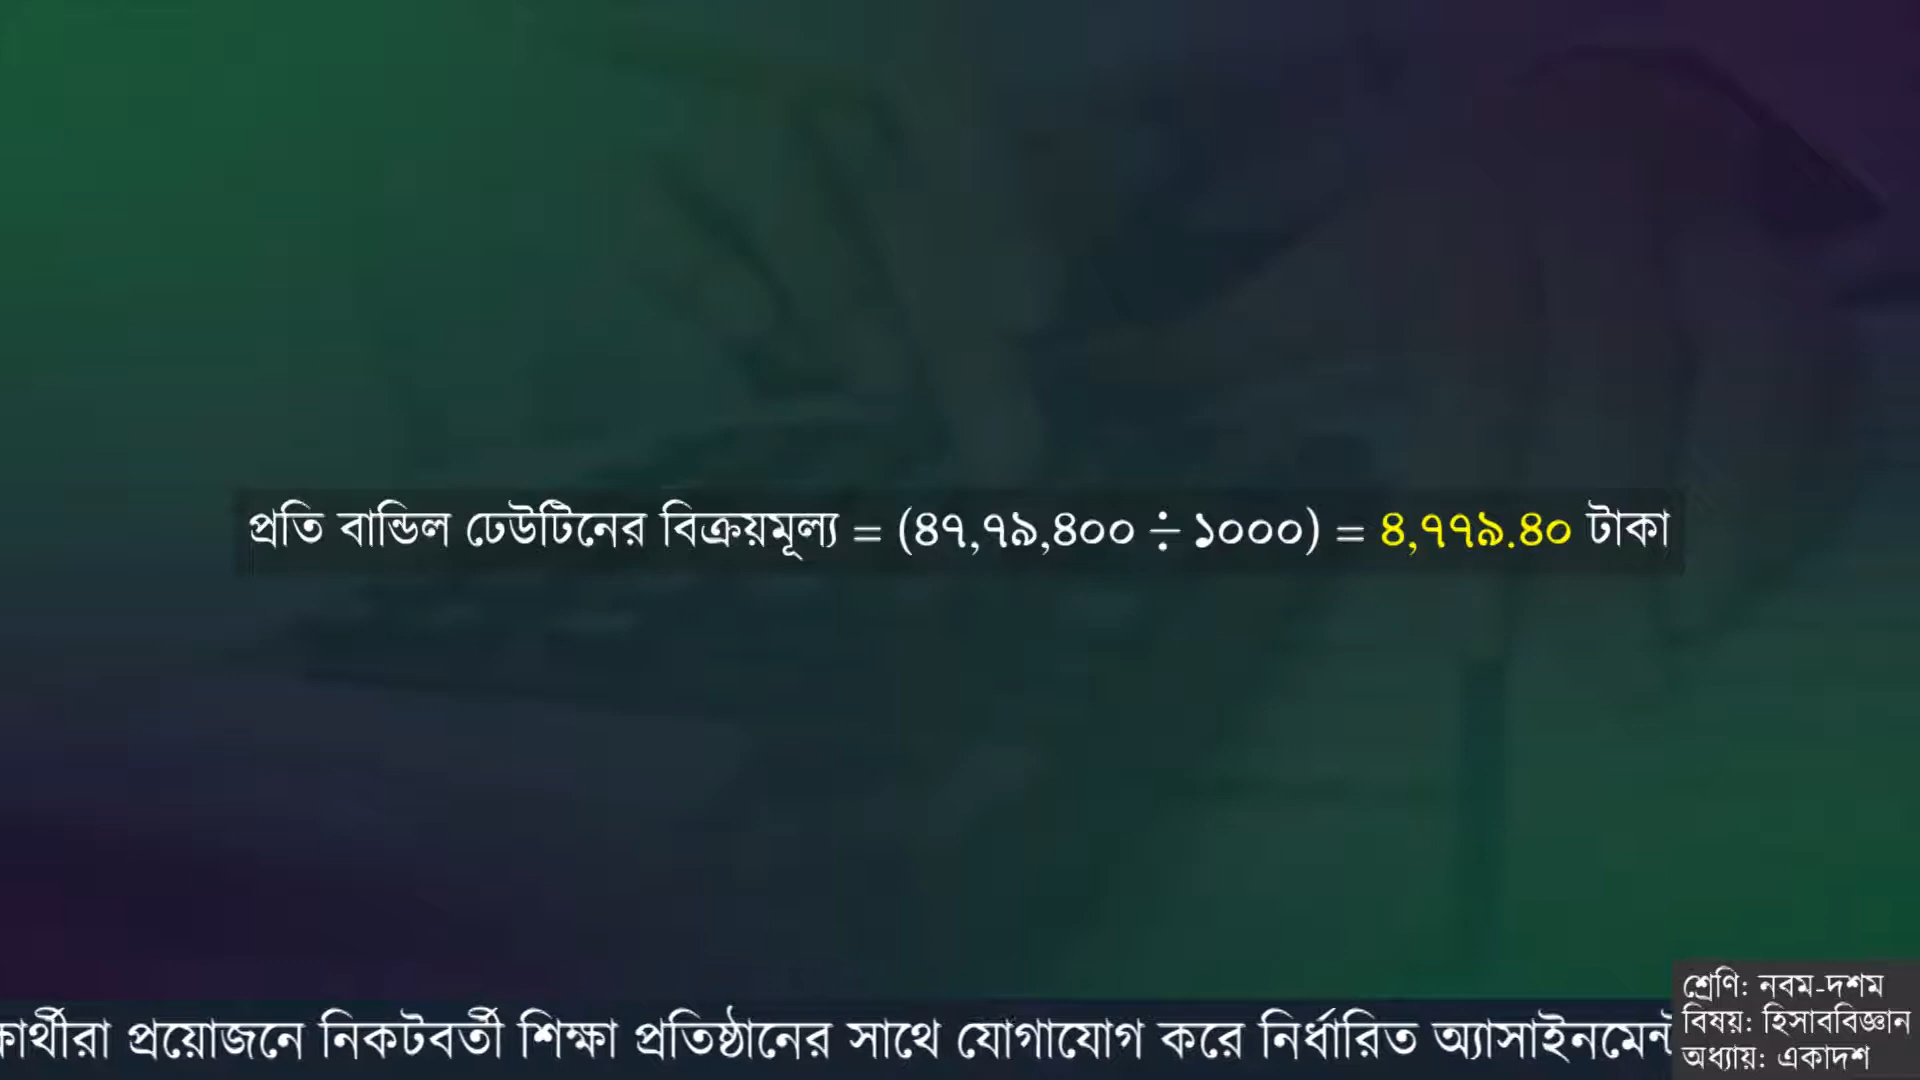 প্রতি বান্ডিল ঢেউটিনের বিক্রয়মূল্য = (৪৭,৭৯,৪০০ ÷ ১০০০) = ৪,৭৭৯.৪০ টাকা
প্রয়োজনে নিকটবর্তী শিক্ষা প্রতিষ্ঠানের সাথে যোগাযোগ করে নির্ধারিত
শ্রেণি: নবম-দশম
বিষয়: হিসাববিজ্ঞান
অধ্যায়: একাদশ